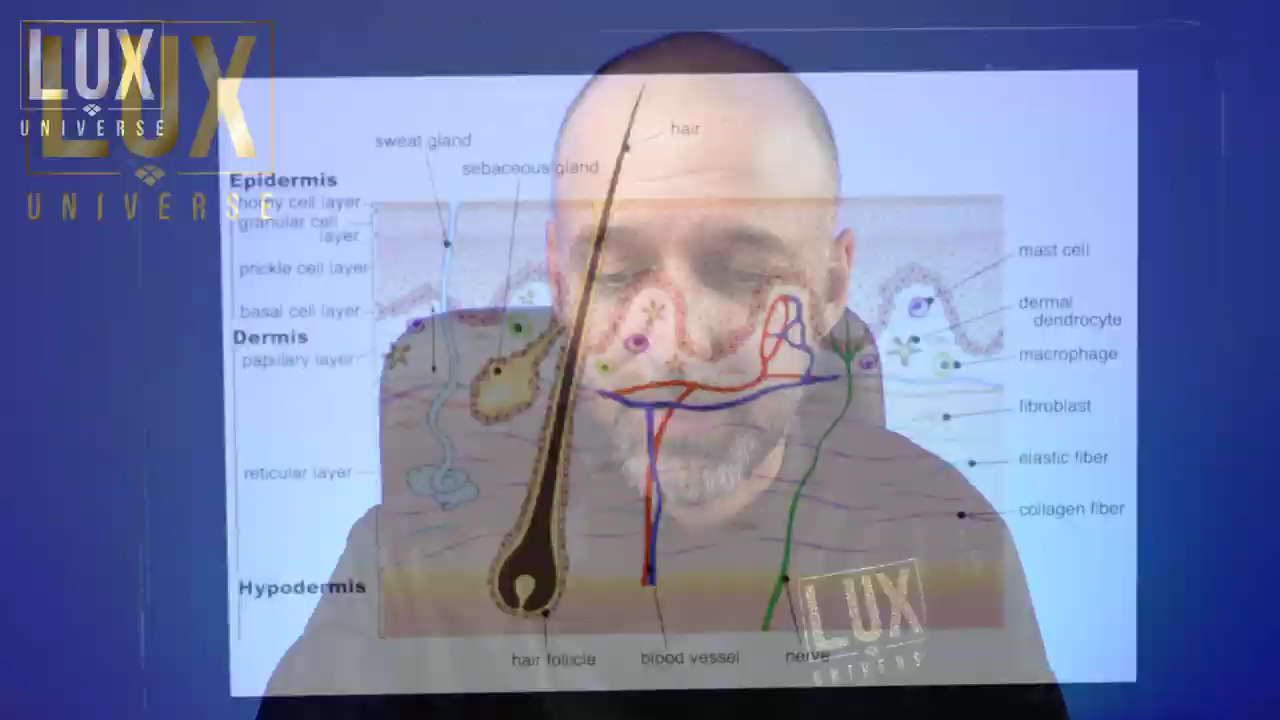 LUX
UNIVERSE
LUX
UNIVERSE
hair
sweat gland
sebaceous gland
Epidermis
horny cell layer
granular cell
layer
prickle cell layer
basal cell layer
Dermis
papulary layer
reticular layer
Hypodermis
mast cell
dermal
dendrocyte
macrophage
fibroblast
elastic fiber
collagen fiber
hair follicle
blood vessel
nerve
LUX
UNIVERS